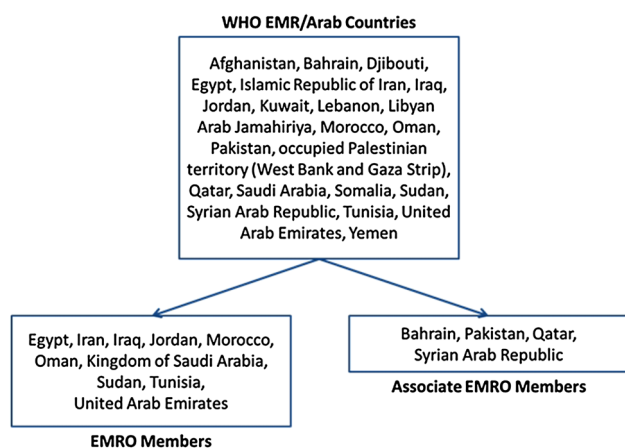 WHO EMR/Arab Countries
Afghanistan, Bahrain, Djibouti,
Egypt, Islamic Republic of Iran, Iraq,
Jordan, Kuwait, Lebanon, Libyan
Arab Jamahiriya, Morocco, Oman,
Pakistan, occupied Palestinian
territory (West Bank and Gaza Strip),
Qatar, Saudi Arabia, Somalia, Sudan,
Syrian Arab Republic, Tunisia, United
Arab Emirates, Yemen
Egypt, Iran, Iraq, Jordan, Morocco,
Oman, Kingdom of Saudi Arabia,
Sudan, Tunisia,
United Arab Emirates
EMRO Members
Bahrain, Pakistan, Qatar,
Syrian Arab Republic
Associate EMRO Members